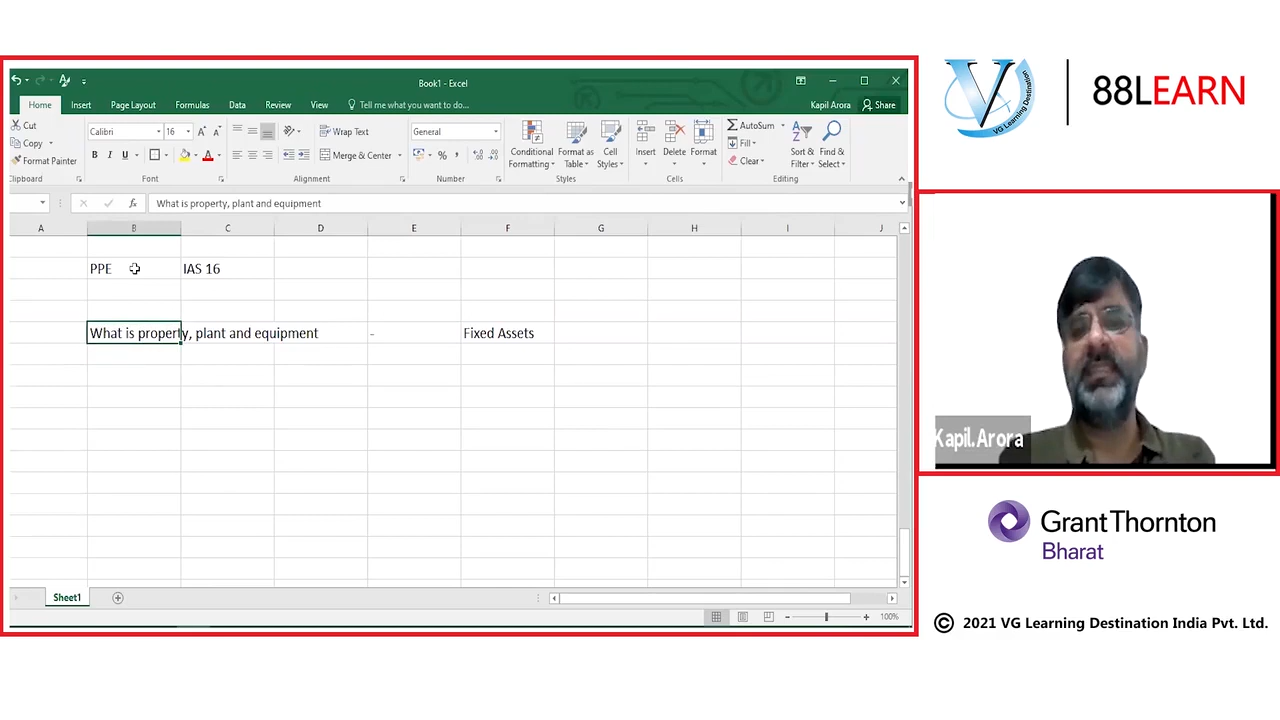 Book1 - Excel
Home Insert Page Layout Formulas Data Review View Tell me what you want to do... Kapil Arora Share
Cut
Copy
Format Painter
Calibri 16
B I U
Wrap Text
Merge & Center
General
% ,
Conditional Formatting
Format as Table
Cell Styles
Insert Delete Format
AutoSum
Fill
Clear
Sort & Filter
Find & Select
lipboard Font Alignment Number Styles Cells Editing
fx What is property, plant and equipment
A B C D E F G H I J
PPE IAS 16
What is property, plant and equipment - Fixed Assets
Sheet1
100%
VG Learning Destination
88LEARN
Kapil.Arora
GrantThornton
Bharat
© 2021 VG Learning Destination India Pvt. Ltd.